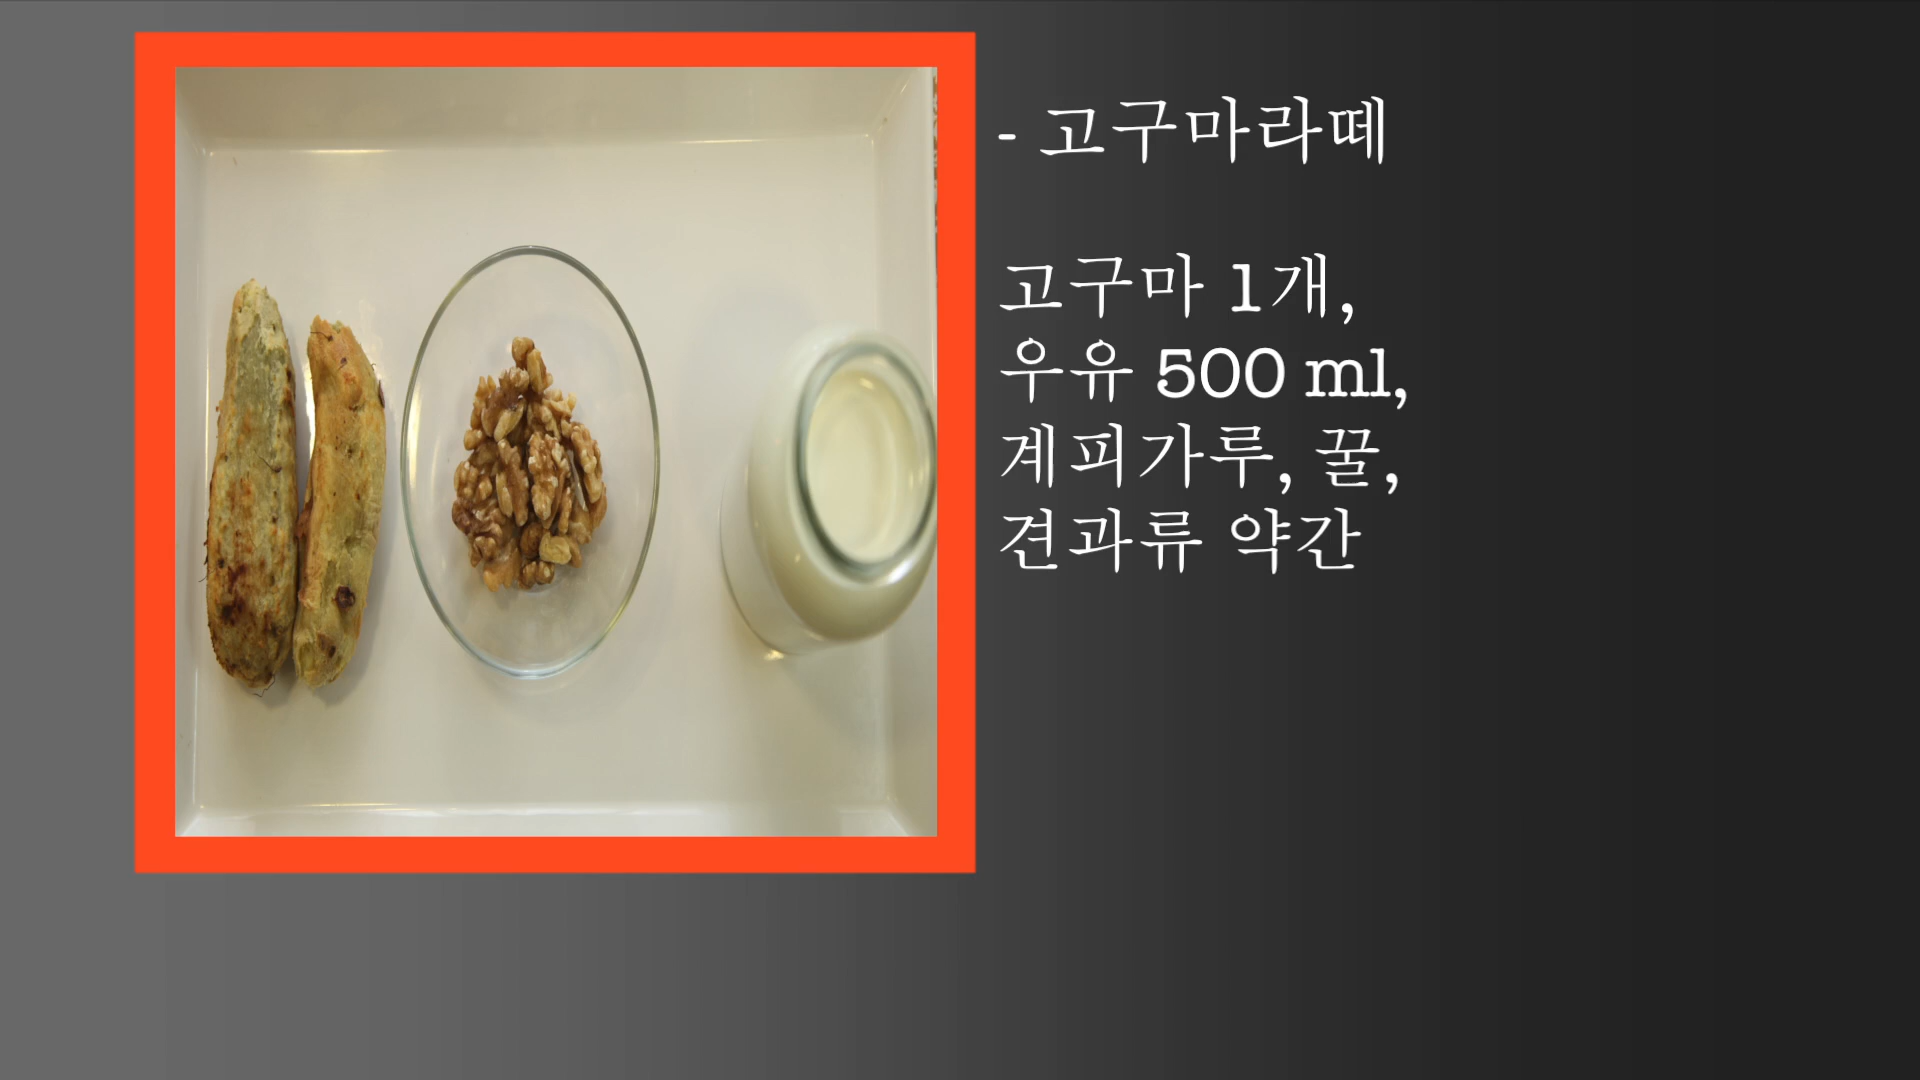 - 고구마라떼
고구마 1개,
우유 500 ml,
계피가루, 꿀,
견과류 약간